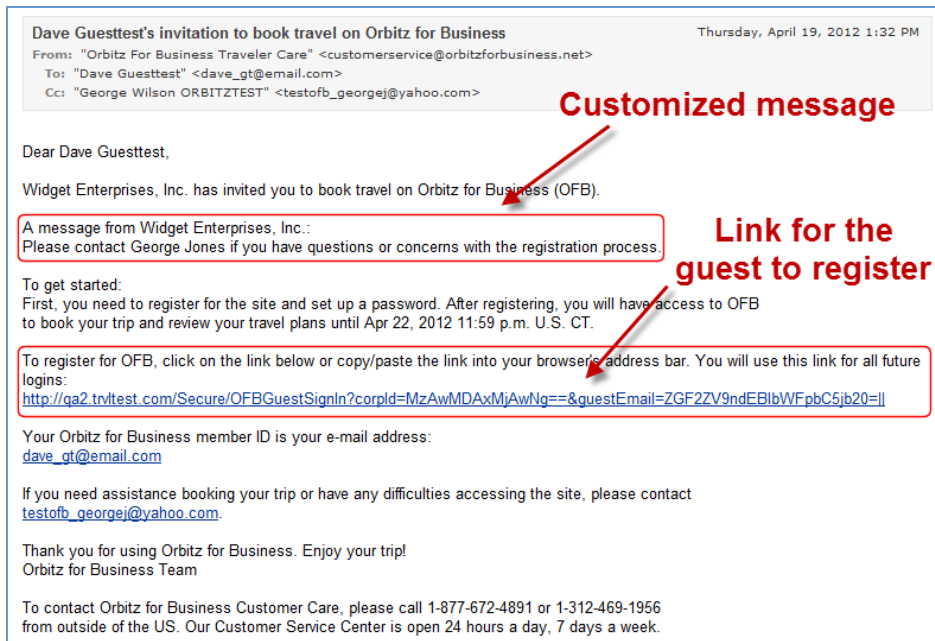 Dave Guesttest's invitation to book travel on Orbitz for Business
Thursday, April 19, 2012 1:32 PM
From: "Orbitz For Business Traveler Care" <customerservice@orbitzforbusiness.net>
To: "Dave Guesttest" <dave_gt@email.com>
Cc: "George Wilson ORBITZTEST" <testofb_georgej@yahoo.com>
Customized message
Dear Dave Guesttest,
Widget Enterprises, Inc. has invited you to book travel on Orbitz for Business (OFB).
A message from Widget Enterprises, Inc.:
Please contact George Jones if you have questions or concerns with the registration process.
Link for the
guest to register
To get started:
First, you need to register for the site and set up a password. After registering, you will have access to OFB
to book your trip and review your travel plans until Apr 22, 2012 11:59 p.m. U.S. CT.
To register for OFB, click on the link below or copy/paste the link into your browser's address bar. You will use this link for all future
logins:
http://qa2.trvltest.com/Secure/OFBGuestSignIn?corpId=MzAwMDAxMjAwNg==&guestEmail=ZGF2ZV9ndEBlbWFpbC5jb20=||
Your Orbitz for Business member ID is your e-mail address:
dave_gt@email.com
If you need assistance booking your trip or have any difficulties accessing the site, please contact
testofb_georgej@yahoo.com.
Thank you for using Orbitz for Business. Enjoy your trip!
Orbitz for Business Team
To contact Orbitz for Business Customer Care, please call 1-877-672-4891 or 1-312-469-1956
from outside of the US. Our Customer Service Center is open 24 hours a day, 7 days a week.